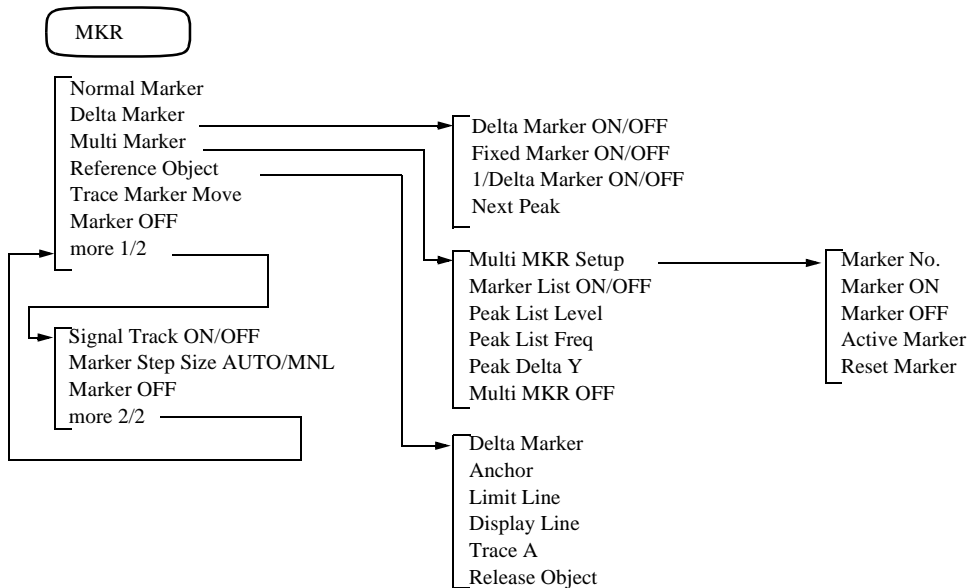 MKR
Normal Marker
Delta Marker
Multi Marker
Reference Object
Trace Marker Move
Marker OFF
more 1/2
Signal Track ON/OFF
Marker Step Size AUTO/MNL
Marker OFF
more 2/2
Delta Marker ON/OFF
Fixed Marker ON/OFF
1/Delta Marker ON/OFF
Next Peak
Multi MKR Setup
Marker List ON/OFF
Peak List Level
Peak List Freq
Peak Delta Y
Multi MKR OFF
Delta Marker
Anchor
Limit Line
Display Line
Trace A
Release Object
Marker No.
Marker ON
Marker OFF
Active Marker
Reset Marker